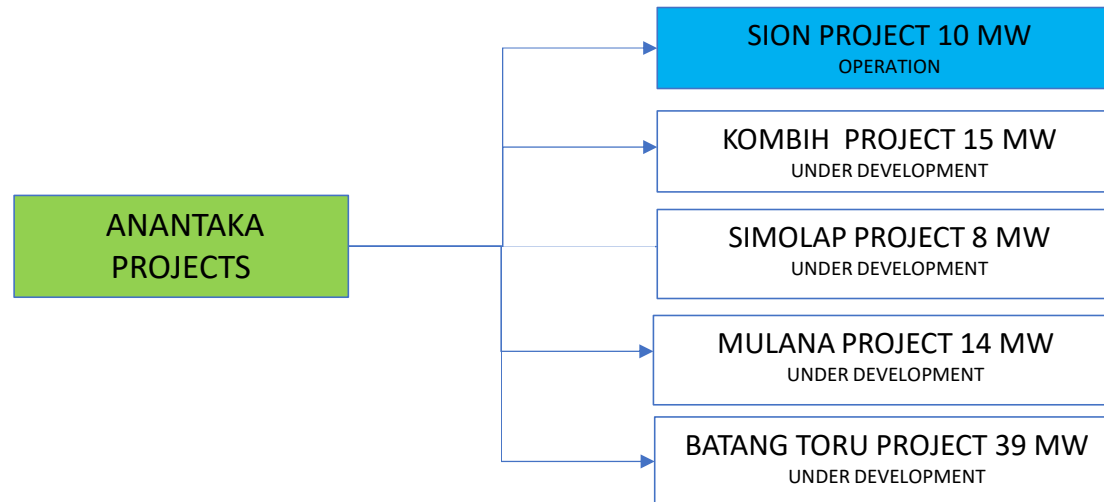 SION PROJECT 10 MW
OPERATION
KOMBIH PROJECT 15 MW
UNDER DEVELOPMENT
ANANTAKA
PROJECTS
SIMOLAP PROJECT 8 MW
UNDER DEVELOPMENT
MULANA PROJECT 14 MW
UNDER DEVELOPMENT
BATANG TORU PROJECT 39 MW
UNDER DEVELOPMENT